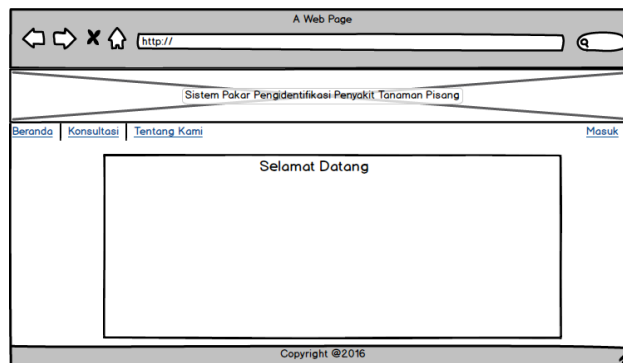 A Web Page
http://
Sistem Pakar Pengidentifikasi Penyakit Tanaman Pisang
Beranda Konsultasi Tentang Kami Masuk
Selamat Datang
Copyright @2016